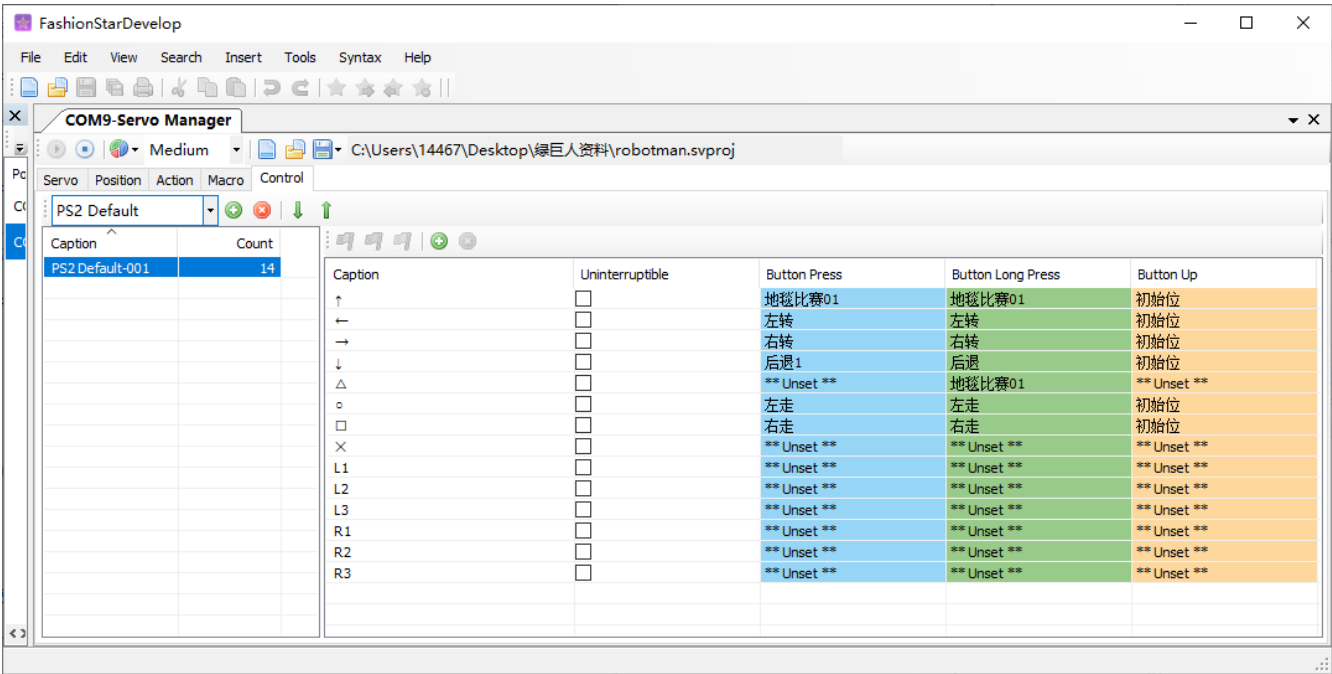 FashionStarDevelop
File Edit View Search Insert Tools Syntax Help
COM9-Servo Manager
Medium C:\Users\14467\Desktop\绿巨人资料\robotman.svproj
Servo Position Action Macro Control
PS2 Default
Caption Count
PS2 Default-001 14
Caption Uninterruptible Button Press Button Long Press Button Up
↑ 地毯比赛01 地毯比赛01 初始位
← 左转 左转 初始位
→ 右转 右转 初始位
↓ 后退1 后退 初始位
△ ** Unset ** 地毯比赛01 ** Unset **
○ 左走 左走 初始位
□ 右走 右走 初始位
× ** Unset ** ** Unset ** ** Unset **
L1 ** Unset ** ** Unset ** ** Unset **
L2 ** Unset ** ** Unset ** ** Unset **
L3 ** Unset ** ** Unset ** ** Unset **
R1 ** Unset ** ** Unset ** ** Unset **
R2 ** Unset ** ** Unset ** ** Unset **
R3 ** Unset ** ** Unset ** ** Unset **